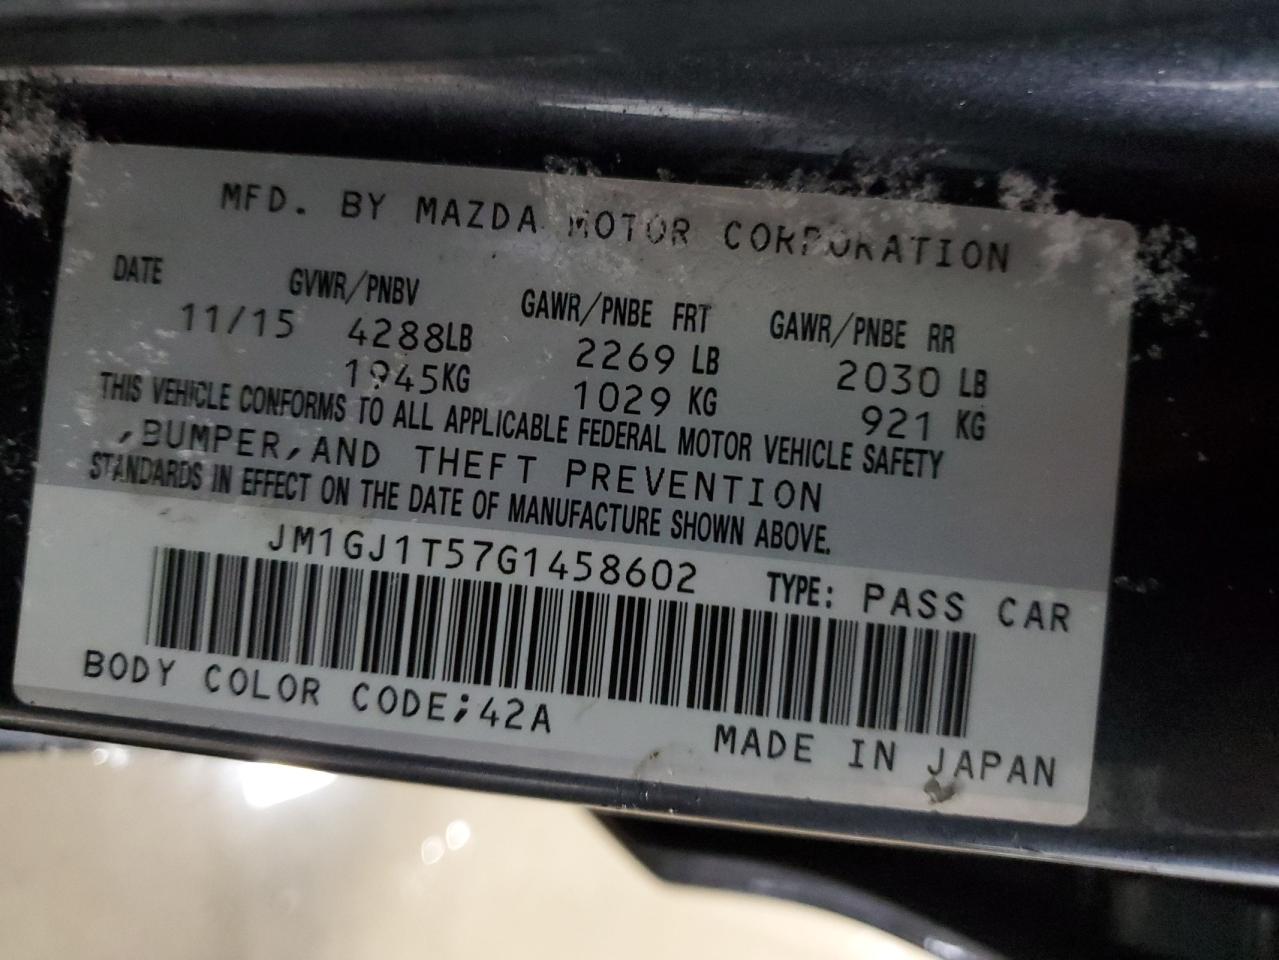 MFD. BY MAZDA MOTOR CORPORATION
DATE GVWR/PNBV GAWR/PNBE FRT GAWR/PNBE RR
11/15 4288LB 2269 LB 2030 LB
1945KG 1029 KG 921 KG
THIS VEHICLE CONFORMS TO ALL APPLICABLE FEDERAL MOTOR VEHICLE SAFETY
,BUMPER,AND THEFT PREVENTION
STANDARDS IN EFFECT ON THE DATE OF MANUFACTURE SHOWN ABOVE.
JM1GJ1T57G1458602 TYPE: PASS CAR
BODY COLOR CODE;42A
MADE IN JAPAN